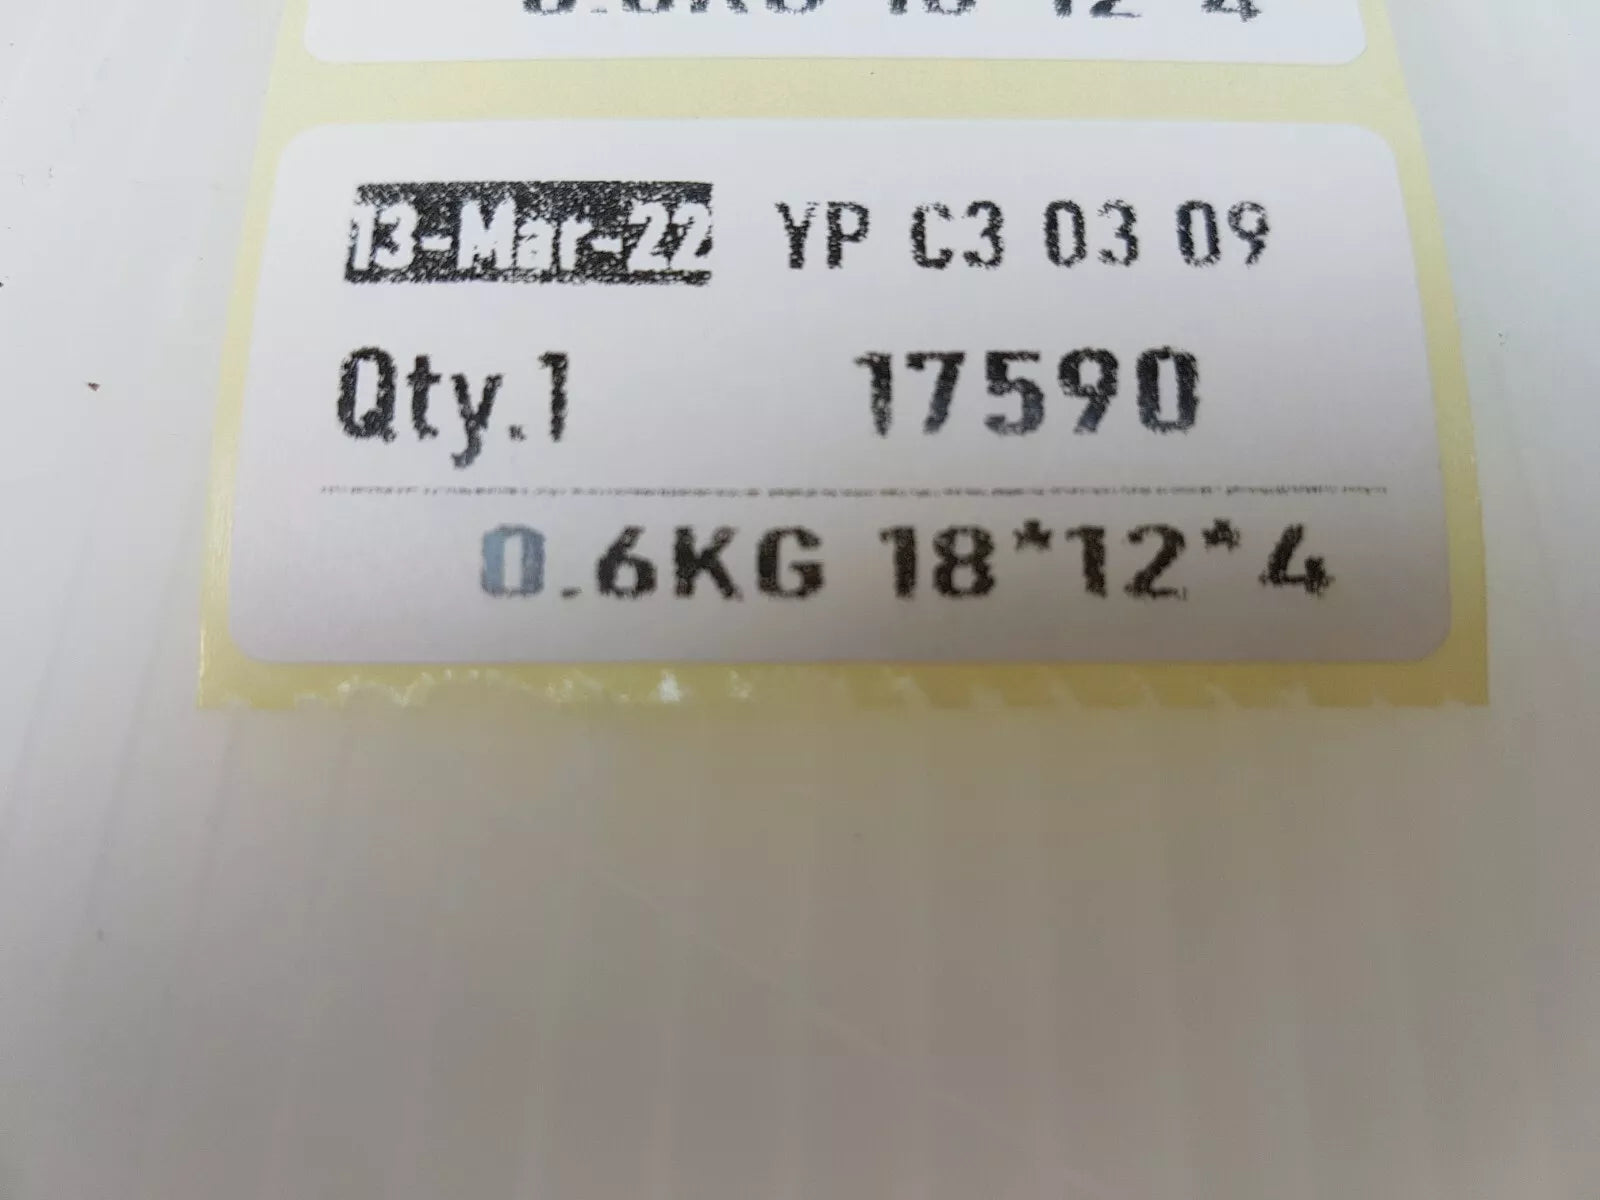 13-Mar-22 YP C3 03 09
Qty.1 17590
0.6KG 18*12*4